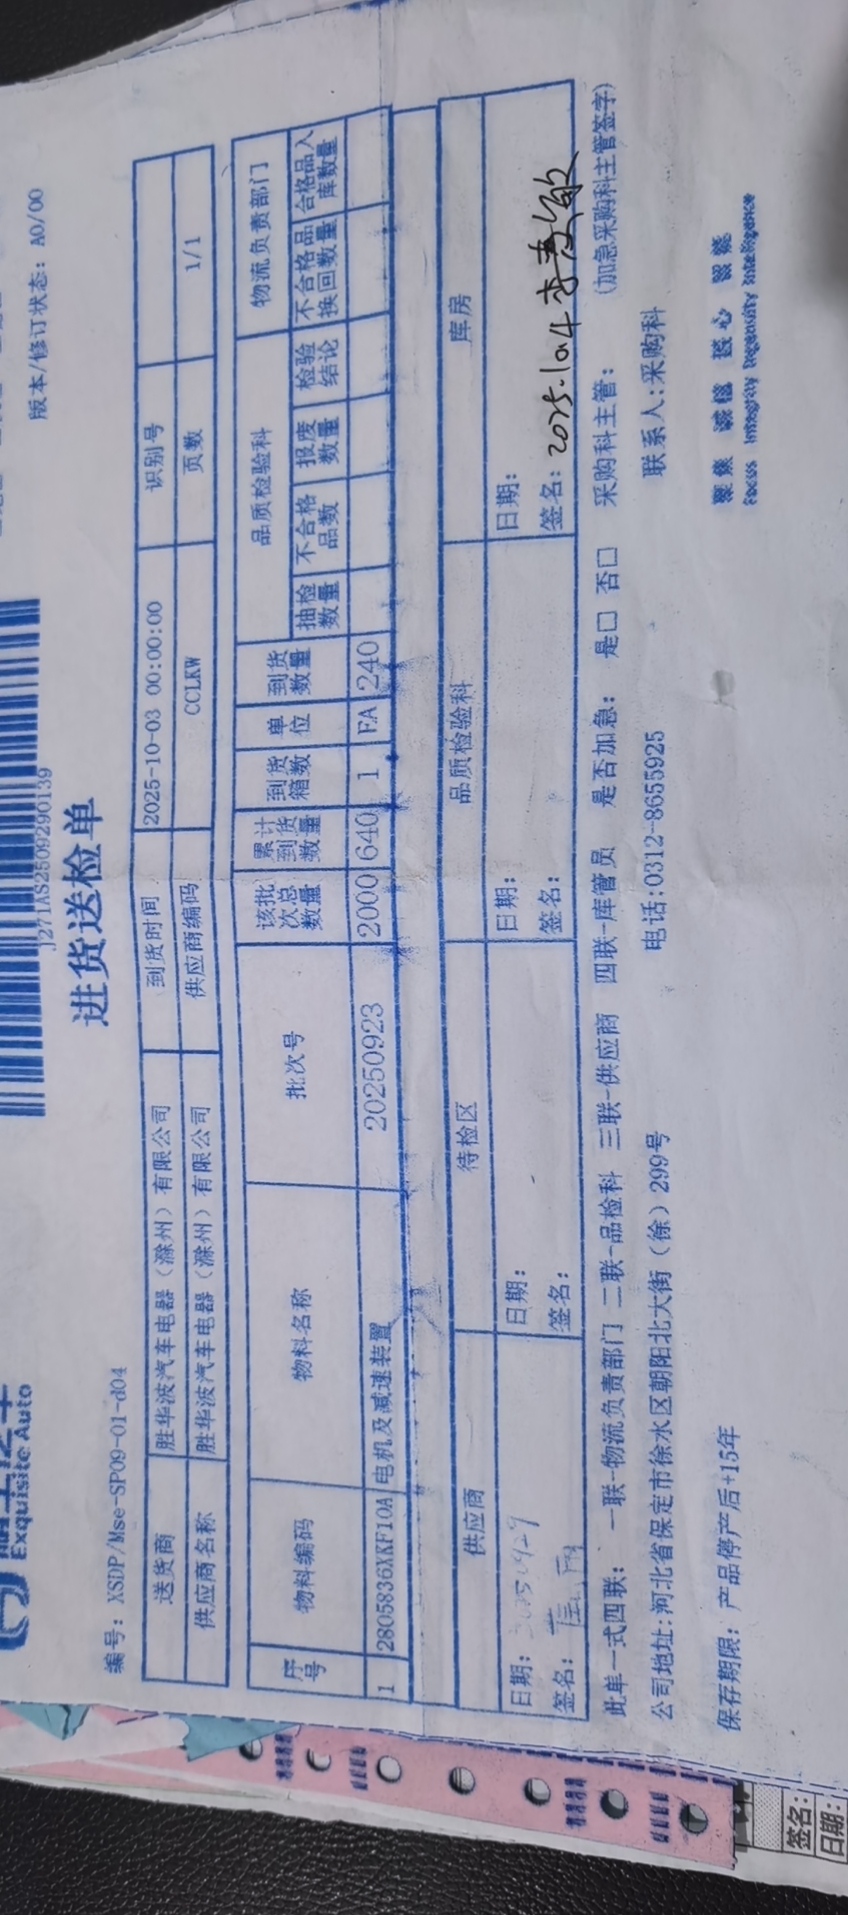 Exquisite Auto
J271AS2509290139
进货送检单
编号：XSDP/Mse-SP09-01-d04
版本/修订状态：A0/00
送货商 胜华波汽车电器（滁州）有限公司 到货时间 2025-10-03 00:00:00 识别号
供应商名称 胜华波汽车电器（滁州）有限公司 供应商编码 CCLKW 页数 1/1
序号 物料编码 物料名称 批次号 该批次总数量 累计到货数量 到货箱数 单位 到货数量 品质检验科 物流负责部门
抽检数量 不合格品数 报废数量 检验结论 不合格品换回数量 合格品入库数量
1 2805836XKF10A 电机及减速装置 20250923 2000 640 1 EA 240
供应商 待检区 品质检验科 库房
日期：20250929 日期： 日期： 日期：
签名： 签名： 签名： 签名：2025.10.4
此单一式四联： 一联-物流负责部门 二联-品检科 三联-供应商 四联-库管员 是否加急： 是□ 否□ 采购科主管： (加急采购科主管签字)
公司地址:河北省保定市徐水区朝阳北大街（徐）299号 电话:0312-8655925 联系人:采购科
保存期限：产品停产后+15年
聚焦 诚信 匠心 智能
Focus Integrity Ingenuity Intelligence
签名：
日期：